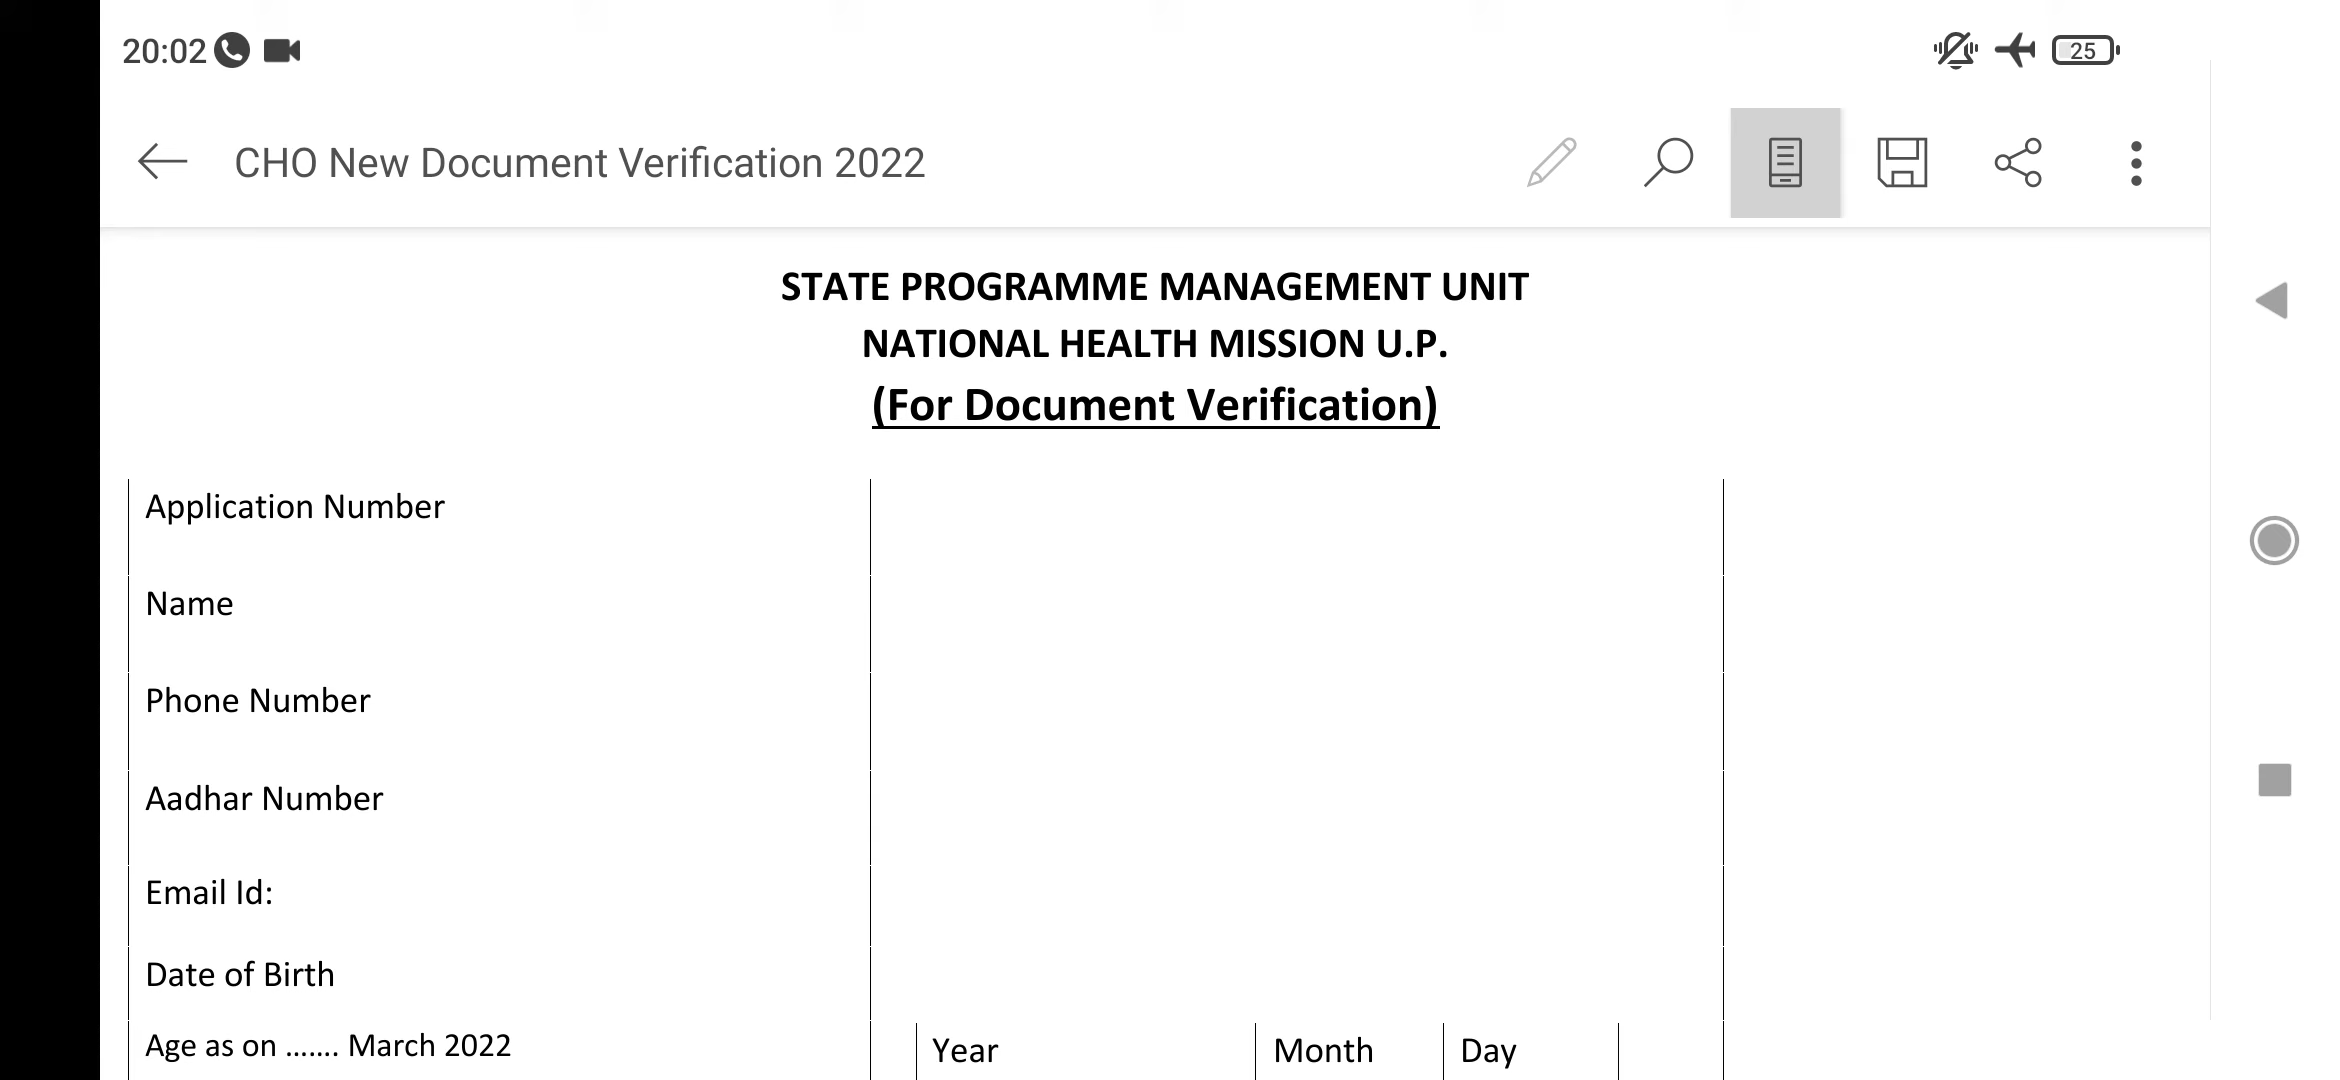 20:02
25
CHO New Document Verification 2022
STATE PROGRAMME MANAGEMENT UNIT
NATIONAL HEALTH MISSION U.P.
(For Document Verification)
Application Number
Name
Phone Number
Aadhar Number
Email Id:
Date of Birth
Age as on ....... March 2022
Year
Month
Day